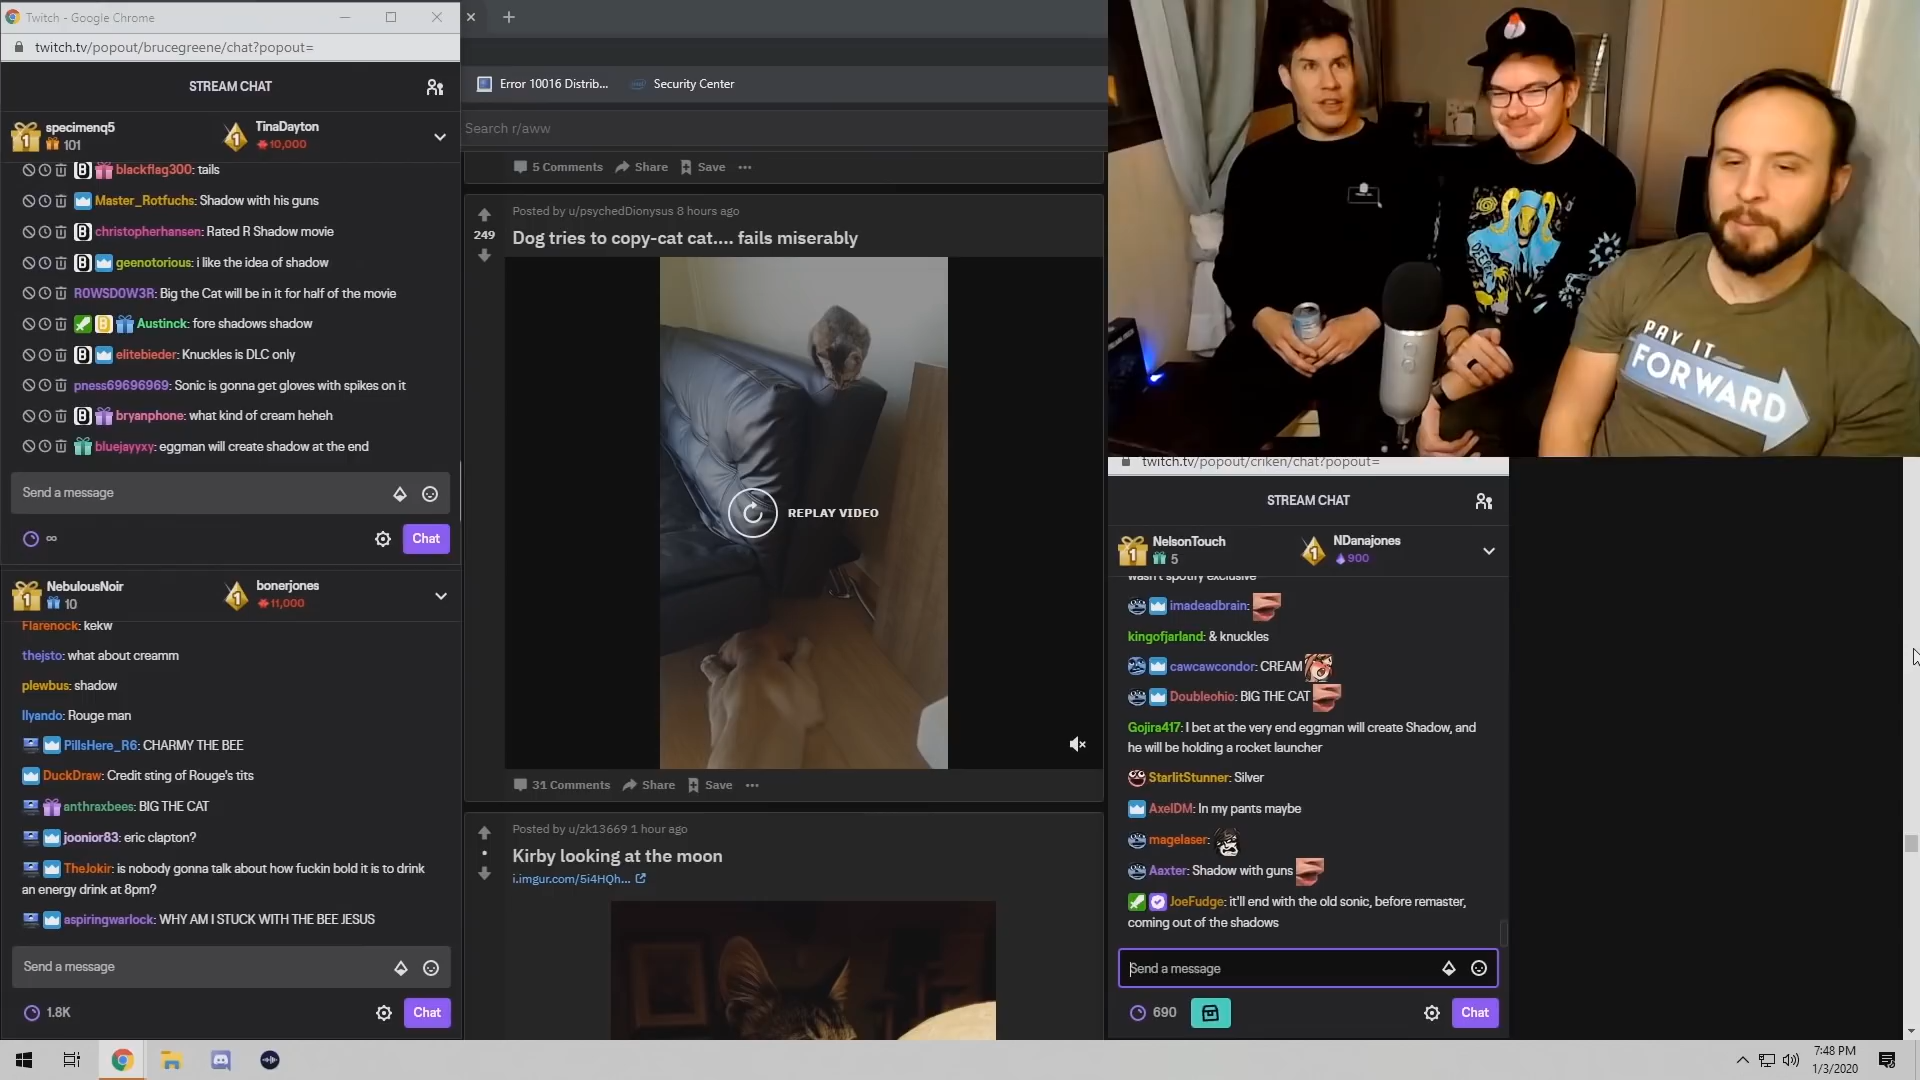 Twitch - Google Chrome
twitch.tv/popout/brucegreene/chat?popout=
STREAM CHAT
specimenq5
101
TinaDayton
10,000
blackflag300: tails
Master_Rotfuchs: Shadow with his guns
christopherhansen: Rated R Shadow movie
geenotorious: i like the idea of shadow
R0WSD0W3R: Big the Cat will be in it for half of the movie
Austinck: fore shadows shadow
elitebieder: Knuckles is DLC only
pness69696969: Sonic is gonna get gloves with spikes on it
bryanphone: what kind of cream heheh
bluejayyxy: eggman will create shadow at the end
Send a message
∞
Chat
NebulousNoir
10
bonerjones
11,000
Flarenock: kekw
thejsto: what about creamm
plewbus: shadow
llyando: Rouge man
PillsHere_R6: CHARMY THE BEE
DuckDraw: Credit sting of Rouge's tits
anthraxbees: BIG THE CAT
joonior83: eric clapton?
TheJokir: is nobody gonna talk about how fuckin bold it is to drink
an energy drink at 8pm?
aspiringwarlock: WHY AM I STUCK WITH THE BEE JESUS
Send a message
1.8K
Chat
Error 10016 Distrib...
Security Center
Search r/aww
5 Comments Share Save ...
Posted by u/psychedDionysus 8 hours ago
249
Dog tries to copy-cat cat.... fails miserably
REPLAY VIDEO
31 Comments Share Save ...
Posted by u/zk13669 1 hour ago
Kirby looking at the moon
i.imgur.com/5i4HQh...
PAY IT
FORWARD
twitch.tv/popout/criken/chat?popout=
STREAM CHAT
NelsonTouch
5
NDanajones
900
wasn't spotify exclusive
imadeadbrain:
kingofjarland: & knuckles
cawcawcondor: CREAM
Doubleohio: BIG THE CAT
Gojira417: I bet at the very end eggman will create Shadow, and
he will be holding a rocket launcher
StarlitStunner: Silver
AxelDM: In my pants maybe
magelaser:
Aaxter: Shadow with guns
JoeFudge: it'll end with the old sonic, before remaster,
coming out of the shadows
Send a message
690
Chat
7:48 PM
1/3/2020